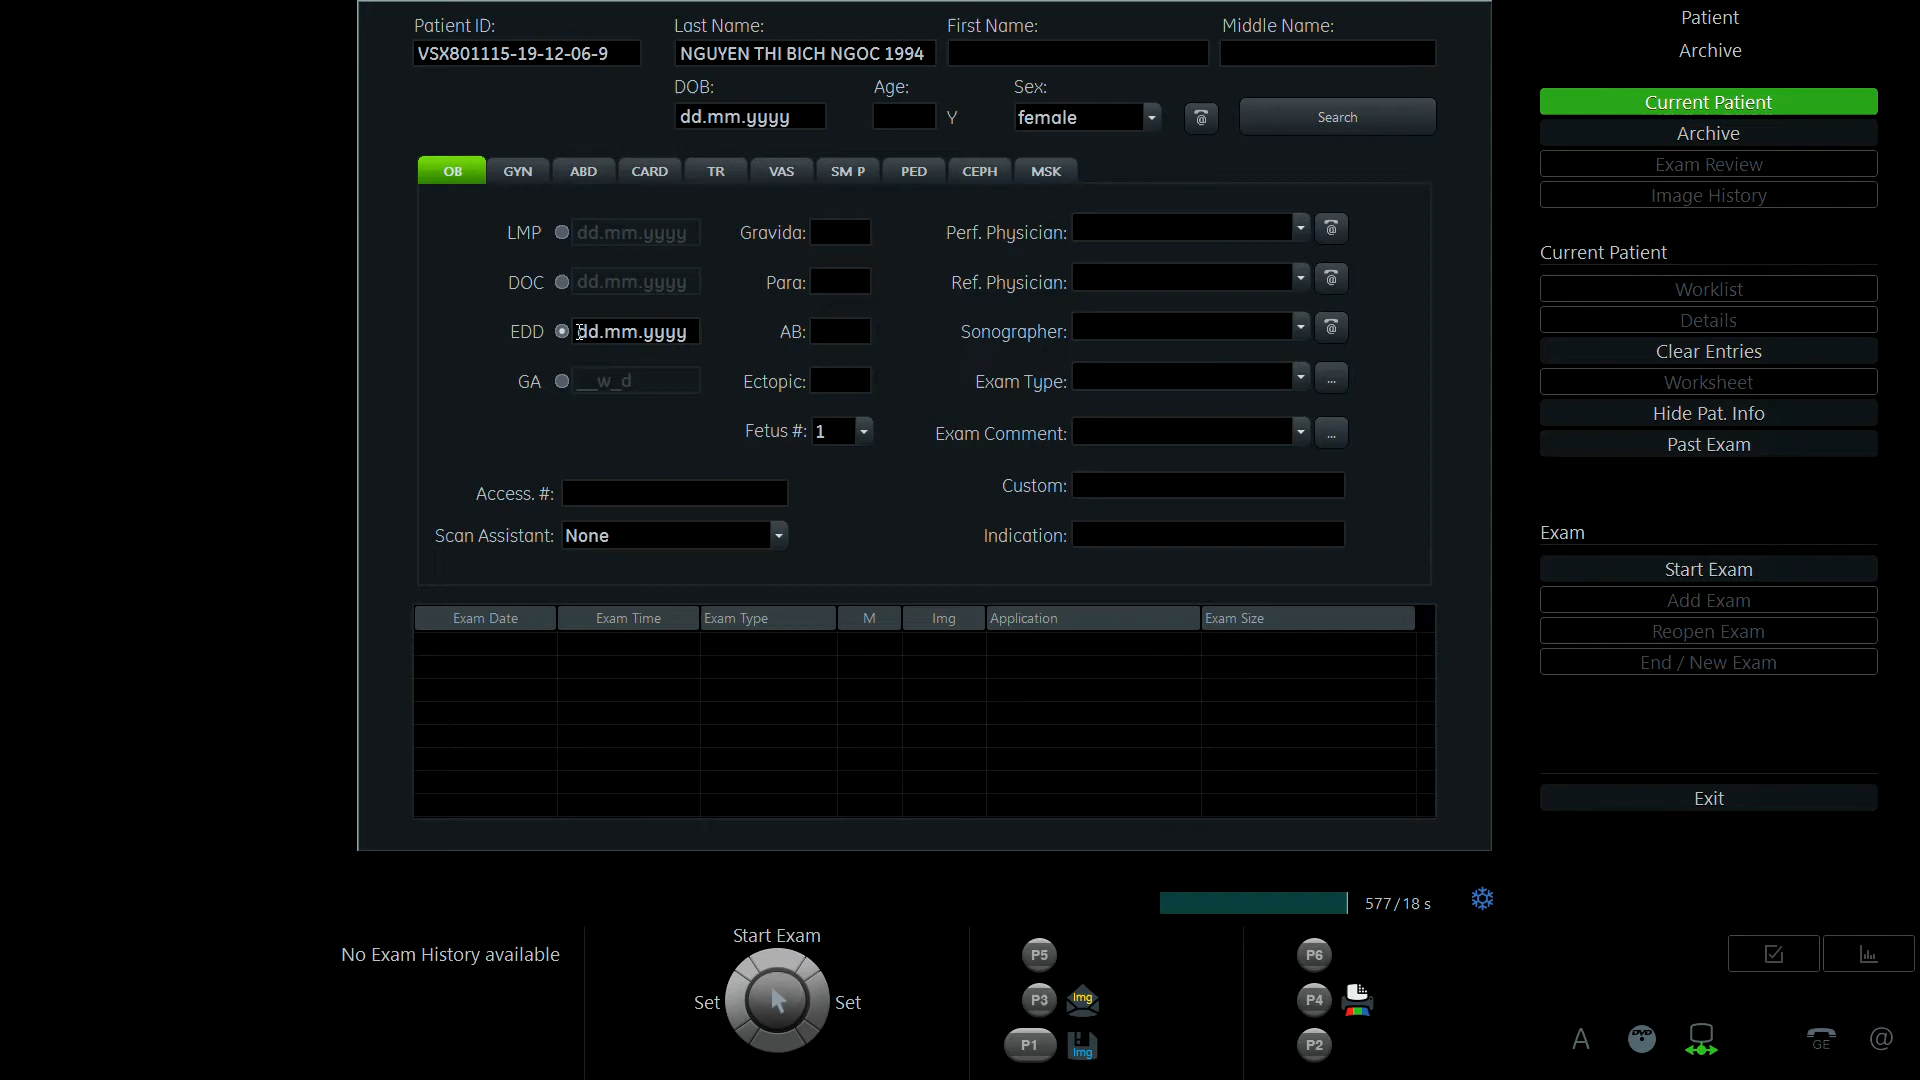 Patient ID: Last Name: First Name: Middle Name:
VSX801115-19-12-06-9 NGUYEN THI BICH NGOC 1994
DOB: Age: Sex:
dd.mm.yyyy Y female @ Search
OB GYN ABD CARD TR VAS SM P PED CEPH MSK
LMP dd.mm.yyyy Gravida: Perf. Physician: @
DOC dd.mm.yyyy Para: Ref. Physician: @
EDD dd.mm.yyyy AB: Sonographer: @
GA __w_d Ectopic: Exam Type: ...
Fetus #: 1 Exam Comment: ...
Custom:
Access. #:
Scan Assistant: None Indication:
Exam Date Exam Time Exam Type M Img Application Exam Size
Patient
Archive
Current Patient
Archive
Exam Review
Image History
Current Patient
Worklist
Details
Clear Entries
Worksheet
Hide Pat. Info
Past Exam
Exam
Start Exam
Add Exam
Reopen Exam
End / New Exam
Exit
577/18 s
No Exam History available
Start Exam
Set Set
P5 P6
P3 Img P4
P1 Img P2
A DVD GE @